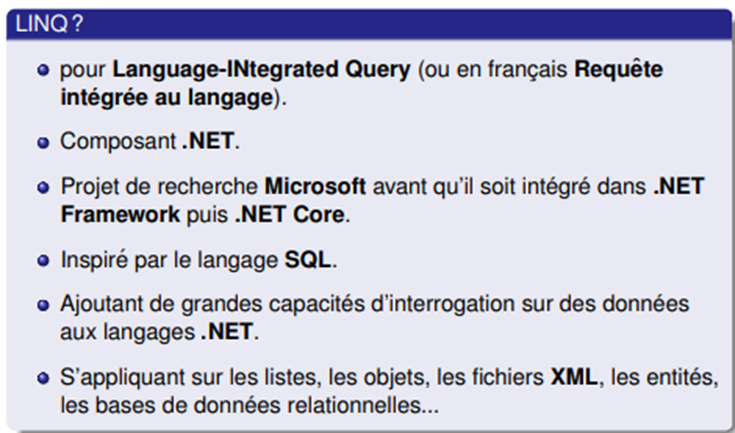 LINQ ?
pour Language-INtegrated Query (ou en français Requête
intégrée au langage).
Composant .NET.
Projet de recherche Microsoft avant qu'il soit intégré dans .NET
Framework puis .NET Core.
Inspiré par le langage SQL.
Ajoutant de grandes capacités d'interrogation sur des données
aux langages .NET.
S'appliquant sur les listes, les objets, les fichiers XML, les entités,
les bases de données relationnelles...